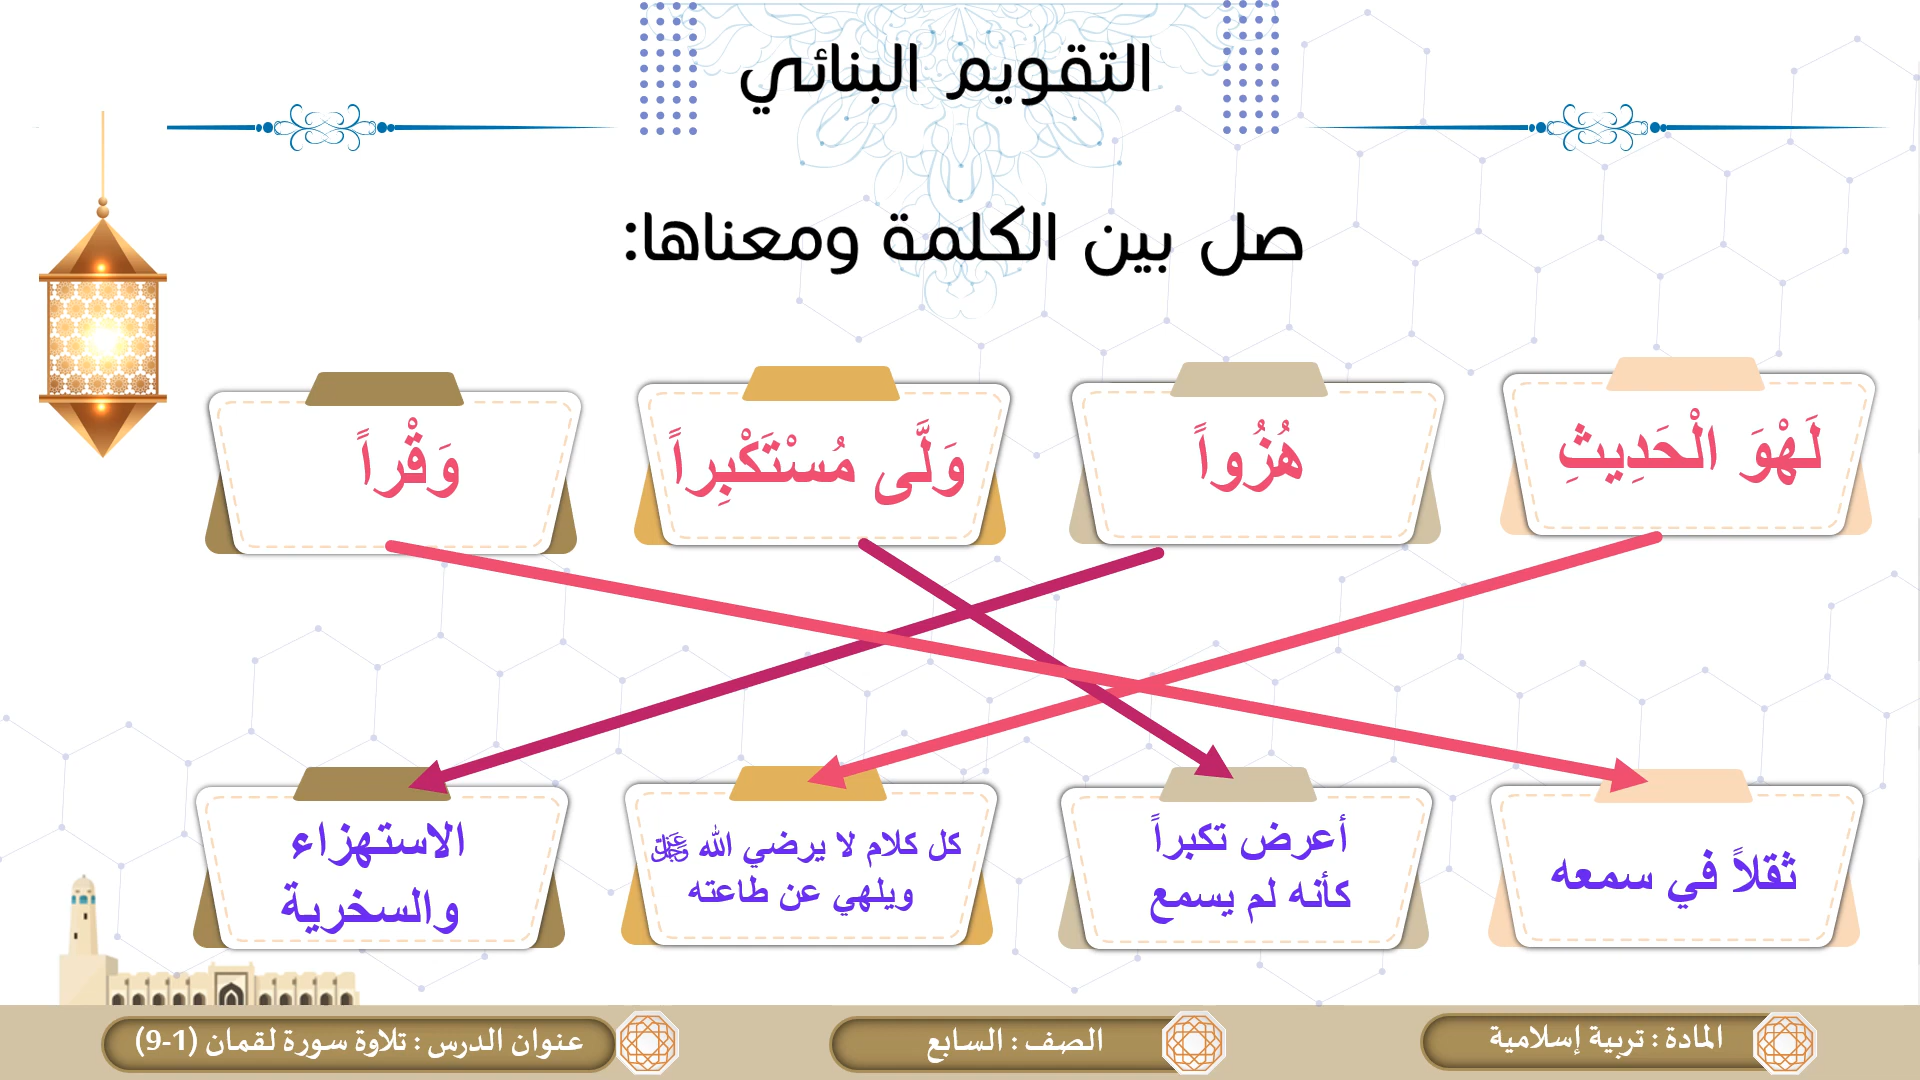 التقويم البنائي
صل بين الكلمة ومعناها:
لَهْوَ الْحَدِيثِ
هُزُواً
وَلَّى مُسْتَكْبِراً
وَقْراً
ثقلاً في سمعه
أعرض تكبراً
كأنه لم يسمع
كل كلام لا يرضي الله ﷻ
ويلهي عن طاعته
الاستهزاء
والسخرية
المادة : تربية إسلامية
الصف : السابع
عنوان الدرس : تلاوة سورة لقمان (1-9)